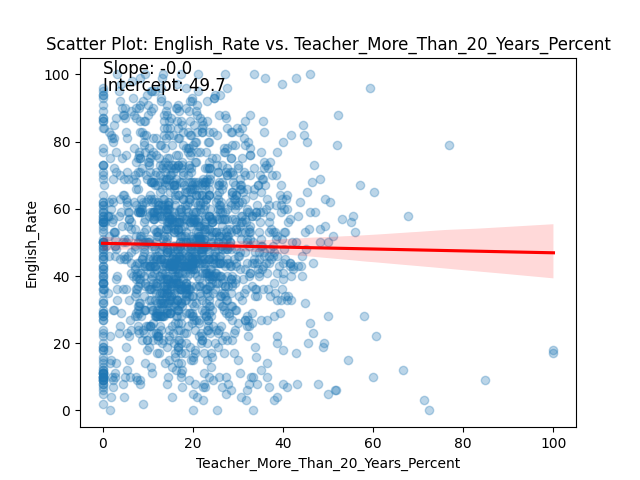 Scatter Plot: English_Rate vs. Teacher_More_Than_20_Years_Percent
Slope: -0.0
Intercept: 49.7
100
80
60
40
20
0
English_Rate
0 20 40 60 80 100
Teacher_More_Than_20_Years_Percent